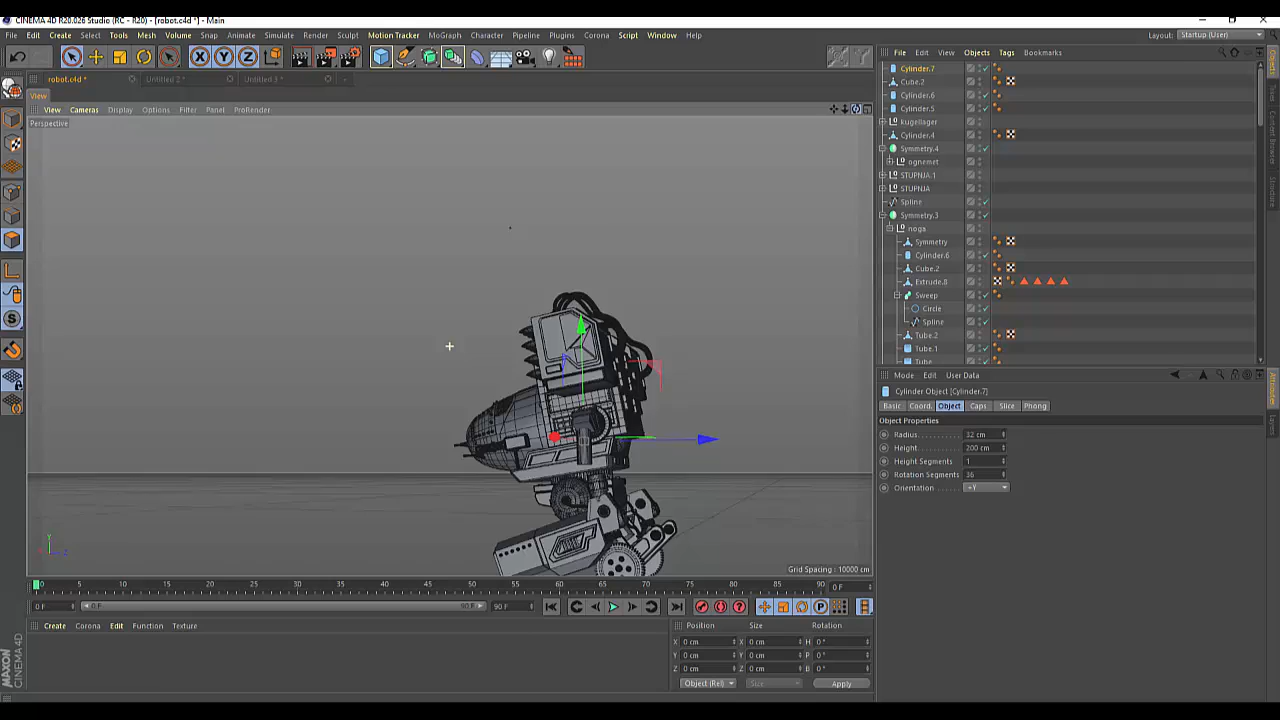 CINEMA 4D R20.026 Studio (RC - R20) - [robot.c4d *] - Main
File Edit Create Select Tools Mesh Volume Snap Animate Simulate Render Sculpt Motion Tracker MoGraph Character Pipeline Plugins Corona Script Window Help
Layout: Startup (User)
robot.c4d * Untitled 2 * Untitled 3 *
View
View Cameras Display Options Filter Panel ProRender
Perspective
X Y Z
Y
Z
Grid Spacing : 10000 cm
0 5 10 15 20 25 30 35 40 45 50 55 60 65 70 75 80 85 90 0 F
0 F 0 F 90 F 90 F
Create Corona Edit Function Texture
Position Size Rotation
X 0 cm X 0 cm H 0 °
Y 0 cm Y 0 cm P 0 °
Z 0 cm Z 0 cm B 0 °
Object (Rel) Size Apply
MAXON CINEMA 4D
File Edit View Objects Tags Bookmarks
Cylinder.7
Cube.2
Cylinder.6
Cylinder.5
kugellager
Cylinder.4
Symmetry.4
ognemet
STUPNJA.1
STUPNJA
Spline
Symmetry.3
noga
Symmetry
Cylinder.6
Cube.2
Extrude.8
Sweep
Circle
Spline
Tube.2
Tube.1
Tube
Mode Edit User Data
Cylinder Object [Cylinder.7]
Basic Coord. Object Caps Slice Phong
Object Properties
Radius 32 cm
Height 200 cm
Height Segments 1
Rotation Segments 36
Orientation +Y
Objects
Takes
Content Browser
Structure
Attributes